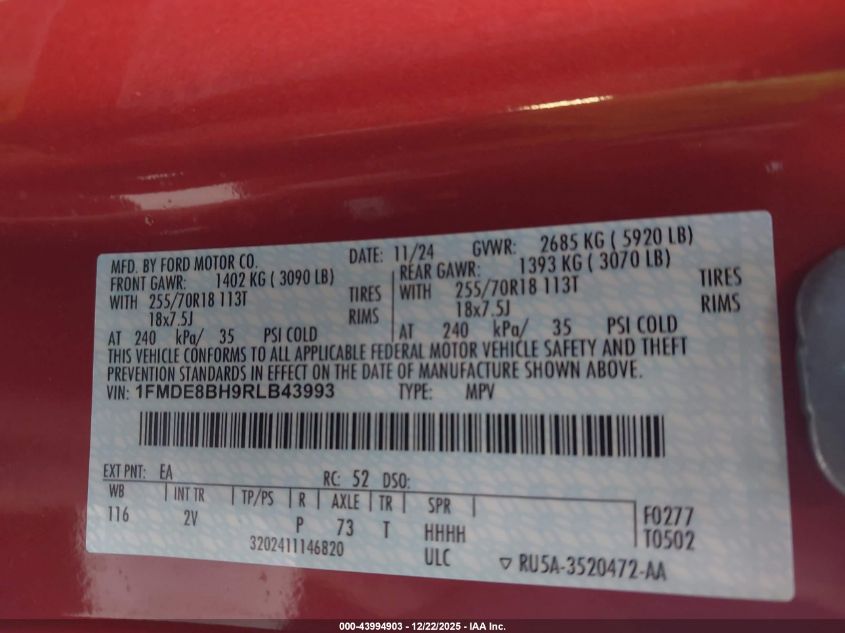 MFD. BY FORD MOTOR CO. DATE: 11/24 GVWR: 2685 KG ( 5920 LB)
FRONT GAWR: 1402 KG ( 3090 LB) REAR GAWR: 1393 KG ( 3070 LB)
WITH 255/70R18 113T TIRES WITH 255/70R18 113T TIRES
18x7.5J RIMS 18x7.5J RIMS
AT 240 kPa/ 35 PSI COLD AT 240 kPa/ 35 PSI COLD
THIS VEHICLE CONFORMS TO ALL APPLICABLE FEDERAL MOTOR VEHICLE SAFETY AND THEFT
PREVENTION STANDARDS IN EFFECT ON THE DATE OF MANUFACTURE SHOWN ABOVE.
VIN: 1FMDE8BH9RLB43993 TYPE: MPV
EXT PNT: EA RC: 52 DSO:
WB INT TR TP/PS R AXLE TR SPR
116 2V P 73 T HHHH F0277
3202411146820 ULC T0502
RU5A-3520472-AA
000-43994903 - 12/22/2025 - IAA Inc.